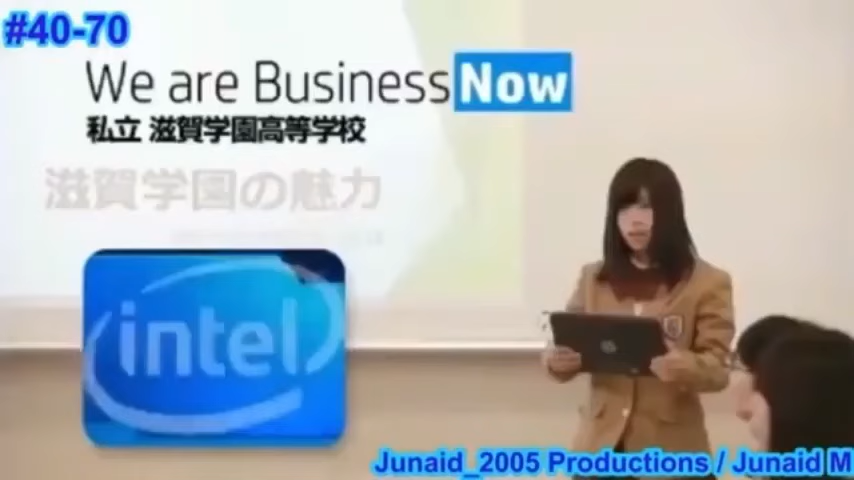 #40-70
We are Business Now
私立 滋賀学園高等学校
滋賀学園の魅力
intel
Junaid_2005 Productions / Junaid M